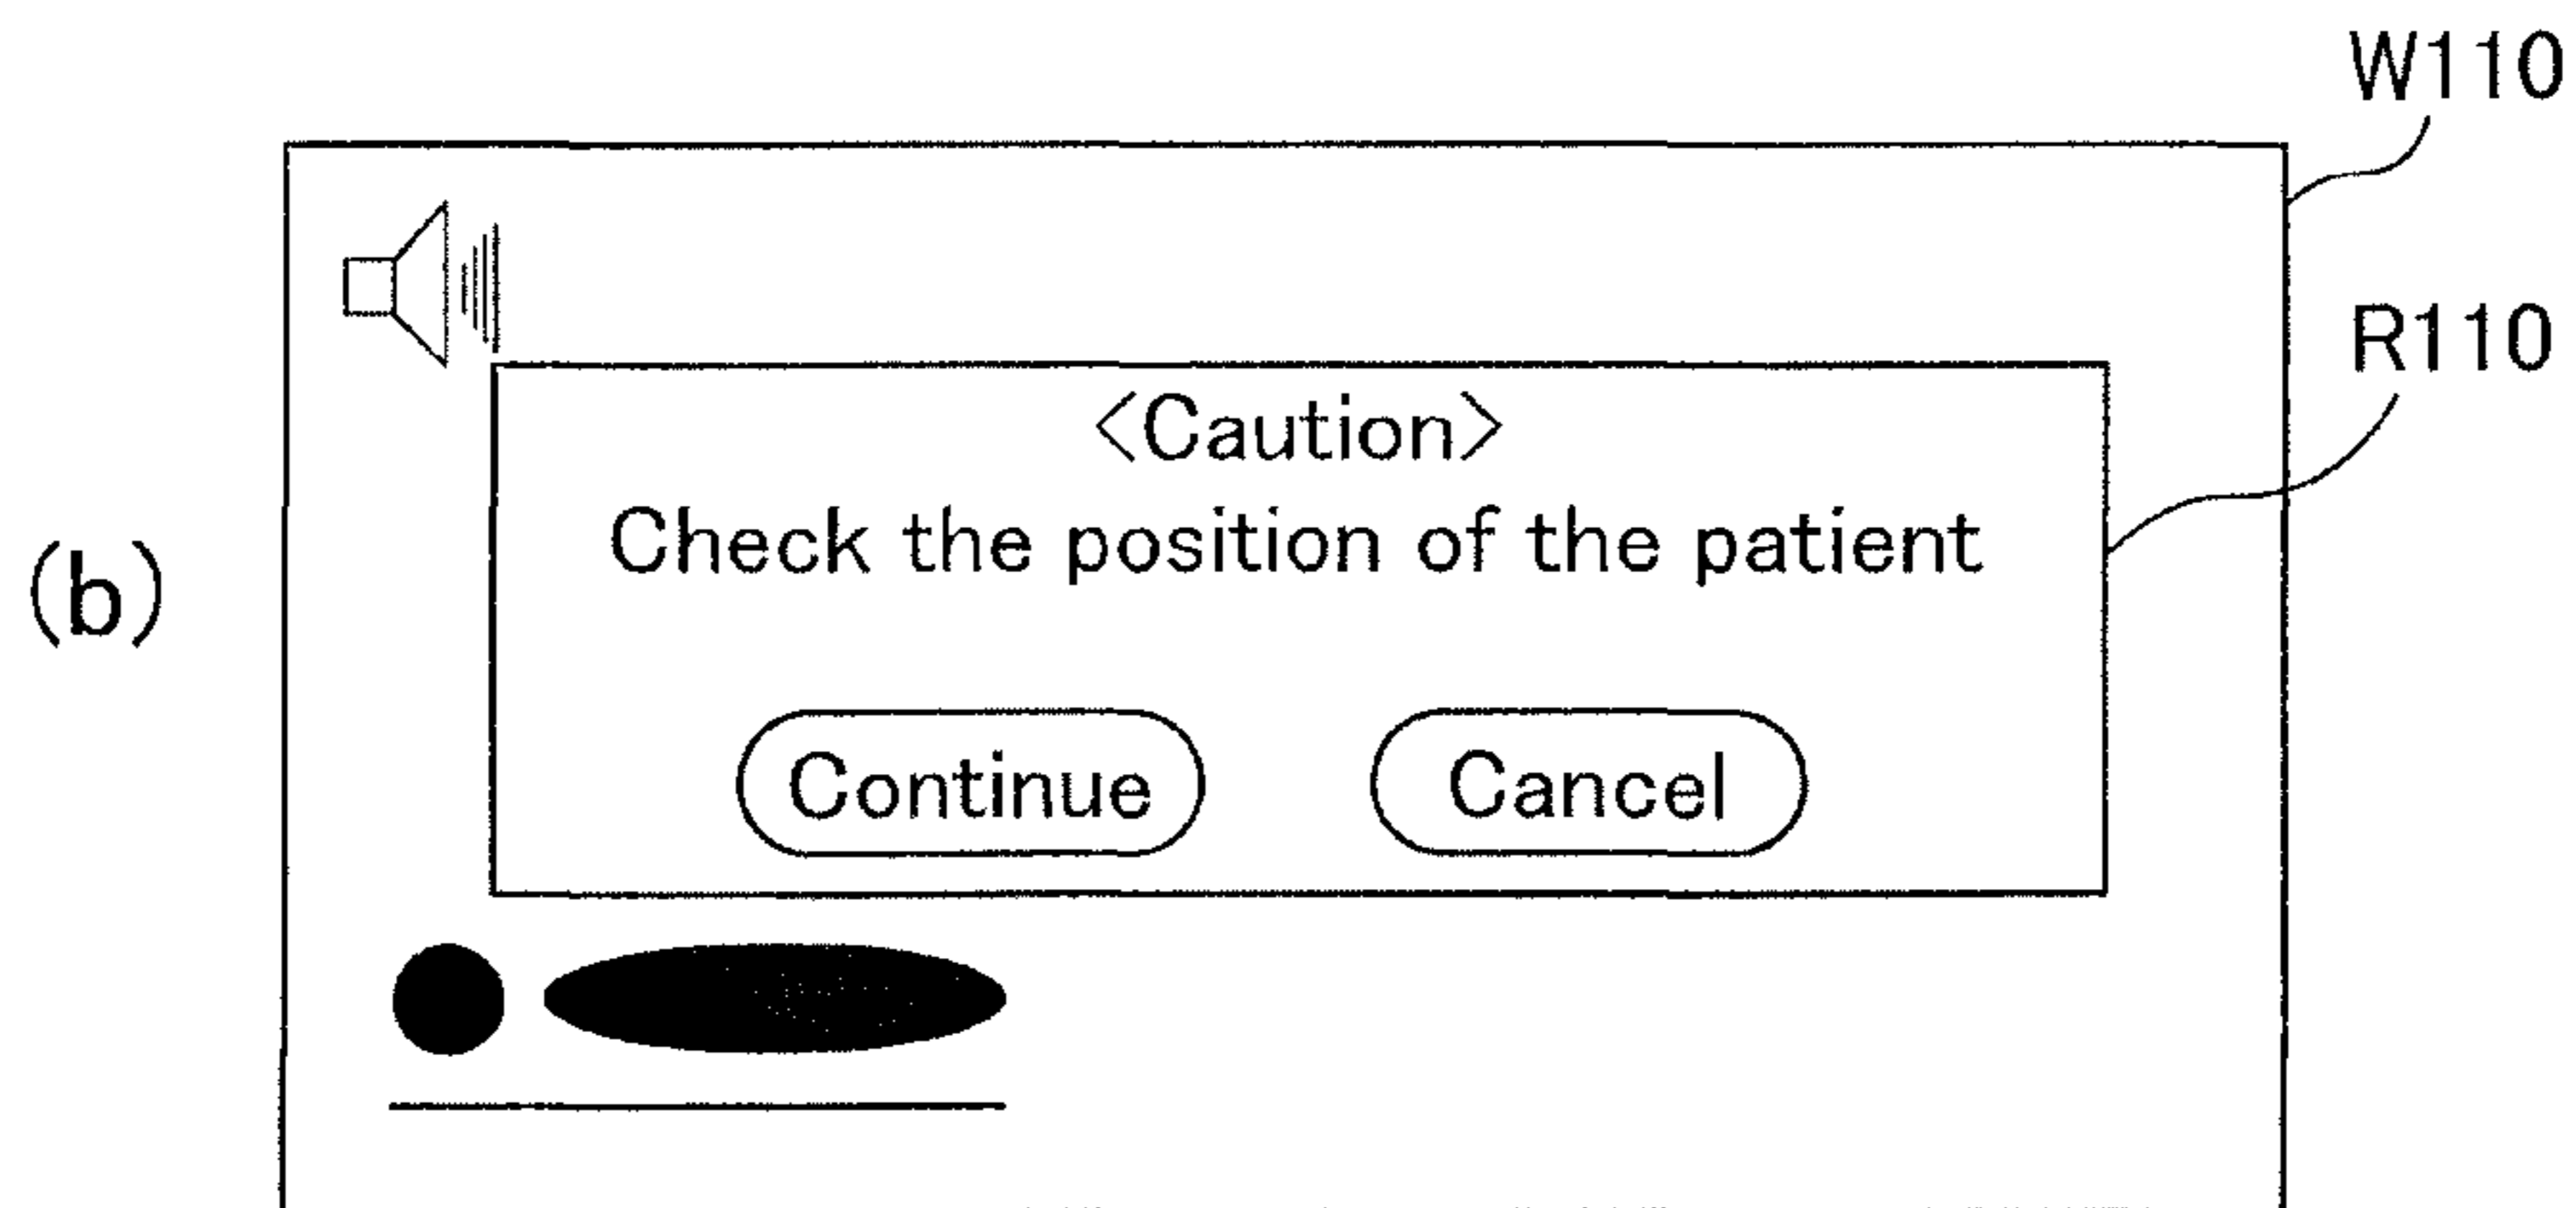 W110
R110
<Caution>
Check the position of the patient
(b)
Continue Cancel